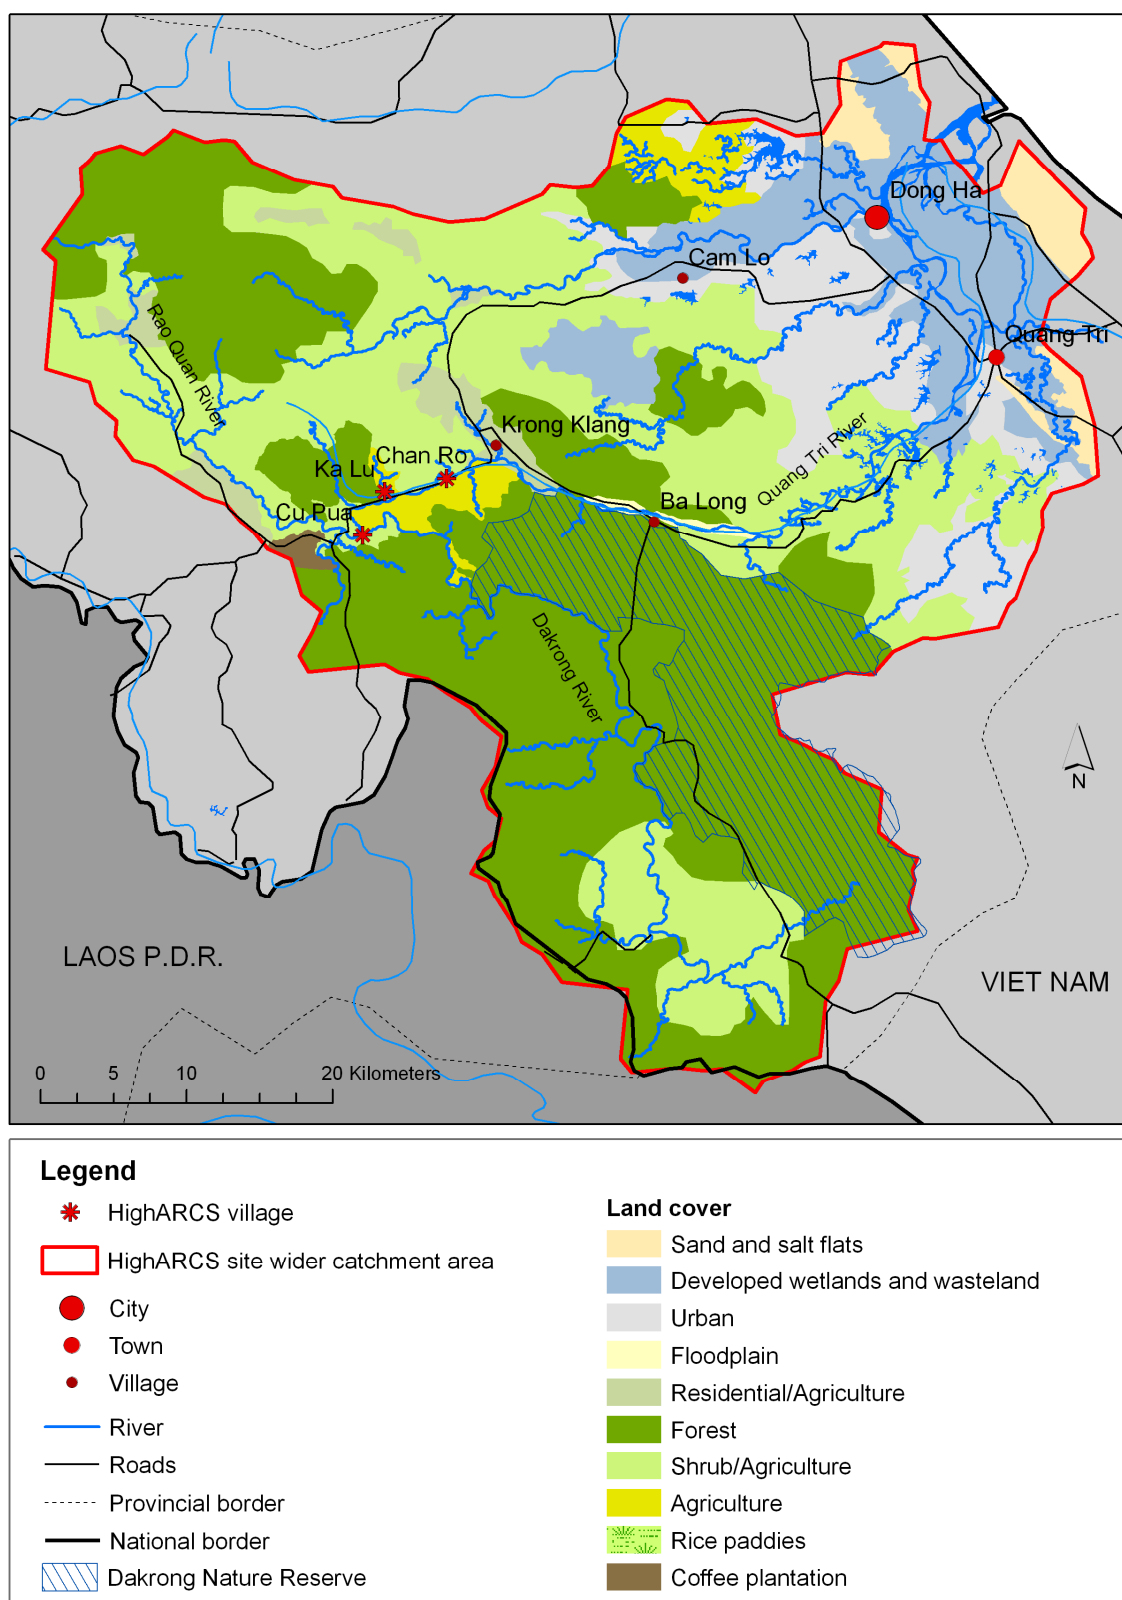 Dong Ha
Cam Lo
Rao Quan River
Quang Tri
Krong Klang
Chan Ro
Ka Lu
Quang Tri River
Ba Long
Cu Pua
Dakrong River
N
LAOS P.D.R.
VIET NAM
0 5 10 20 Kilometers
Legend
HighARCS village
HighARCS site wider catchment area
City
Town
Village
River
Roads
Provincial border
National border
Dakrong Nature Reserve
Land cover
Sand and salt flats
Developed wetlands and wasteland
Urban
Floodplain
Residential/Agriculture
Forest
Shrub/Agriculture
Agriculture
Rice paddies
Coffee plantation